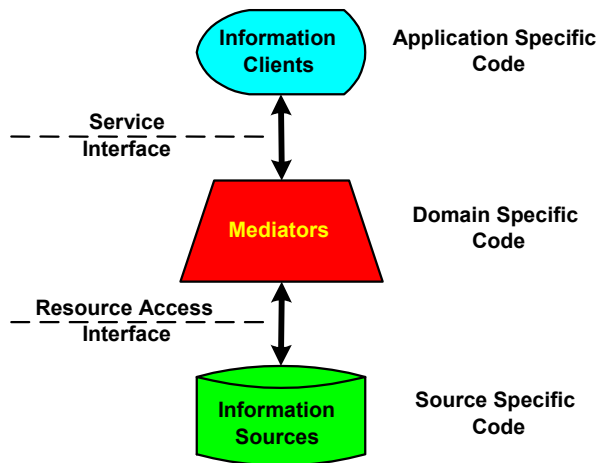 Information
Clients
Application Specific
Code
Service
Interface
Mediators
Domain Specific
Code
Resource Access
Interface
Information
Sources
Source Specific
Code